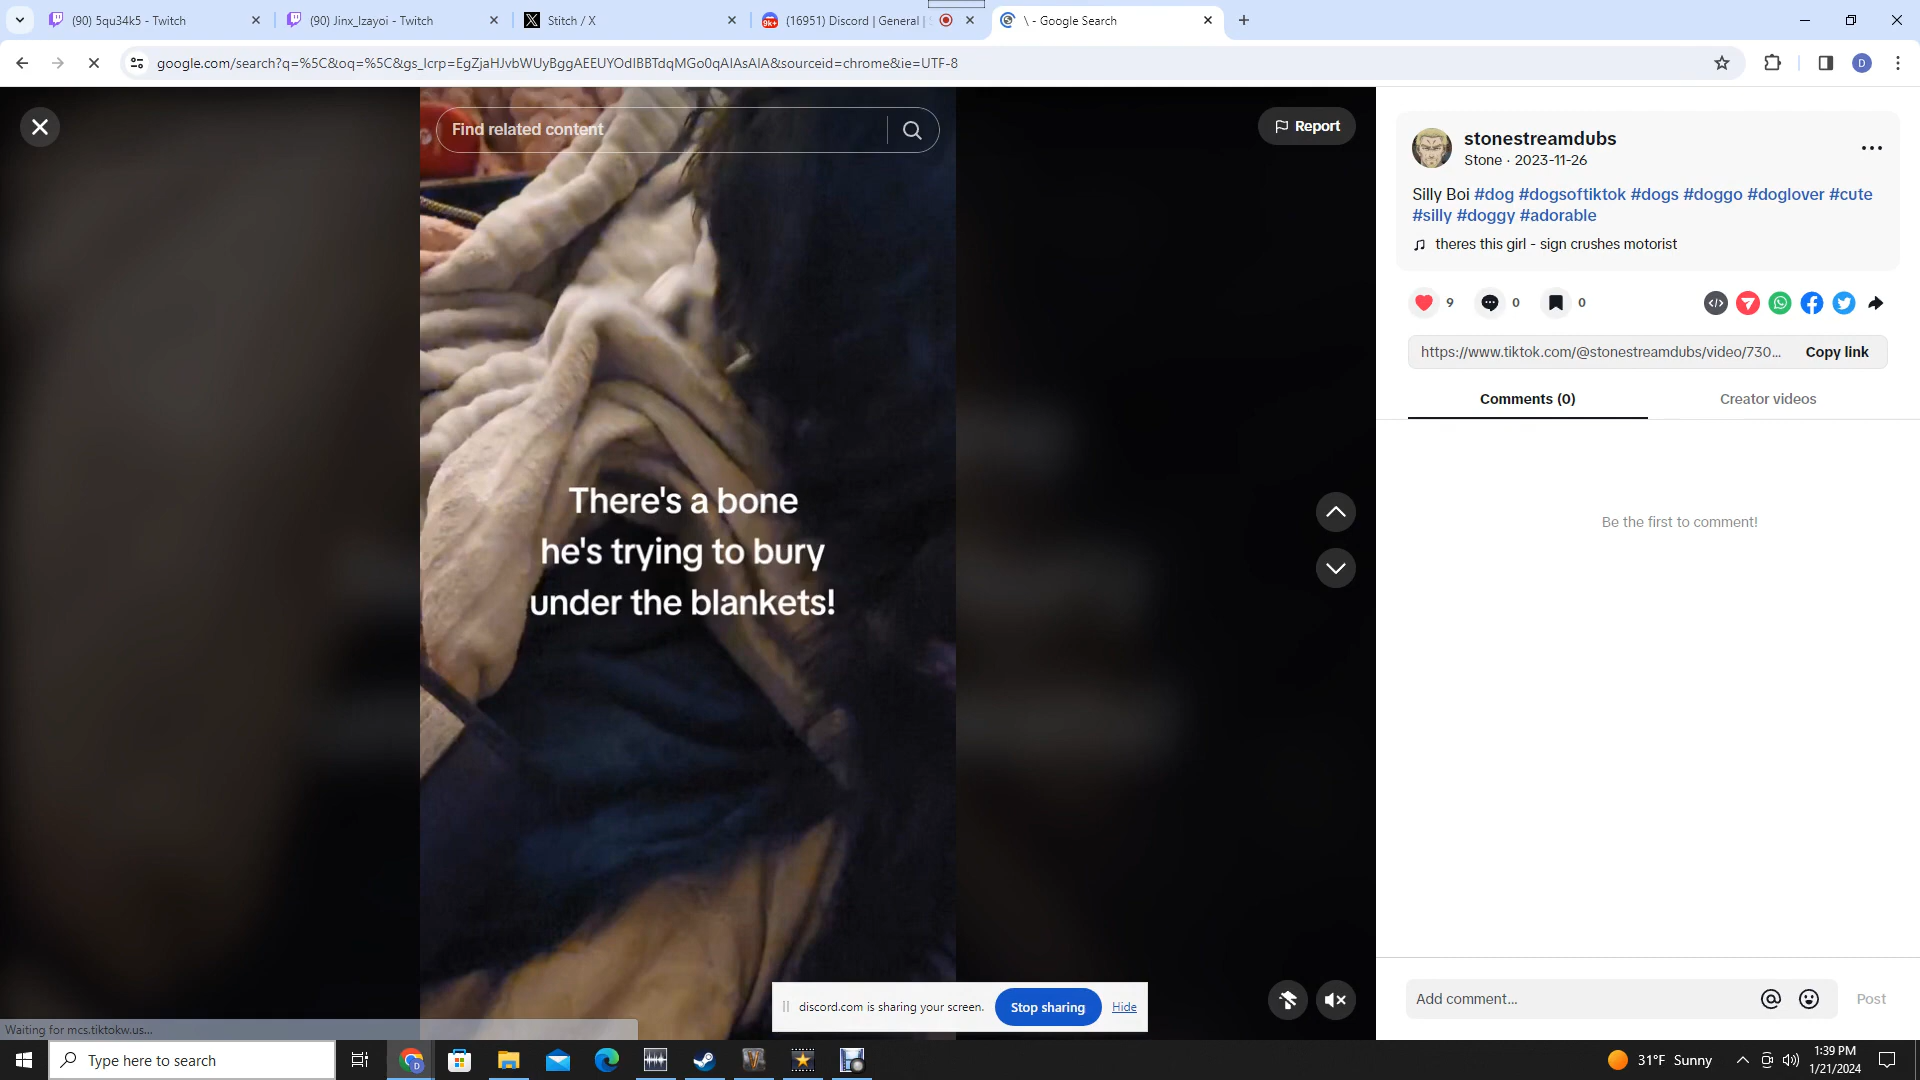 (90) 5qu34k5 - Twitch
(90) Jinx_Izayoi - Twitch
Stitch / X
(16951) Discord | General |
\ - Google Search
google.com/search?q=%5C&oq=%5C&gs_lcrp=EgZjaHJvbWUyBggAEEUYOdIBBTdqMGo0qAIAsAIA&sourceid=chrome&ie=UTF-8
D
Find related content
Report
There's a bone
he's trying to bury
under the blankets!
stonestreamdubs
Stone · 2023-11-26
Silly Boi #dog #dogsoftiktok #dogs #doggo #doglover #cute
#silly #doggy #adorable
theres this girl - sign crushes motorist
9
0
0
https://www.tiktok.com/@stonestreamdubs/video/730...
Copy link
Comments (0)
Creator videos
Be the first to comment!
Add comment...
Post
discord.com is sharing your screen.
Stop sharing
Hide
Waiting for mcs.tiktokw.us...
Type here to search
31°F Sunny
1:39 PM
1/21/2024